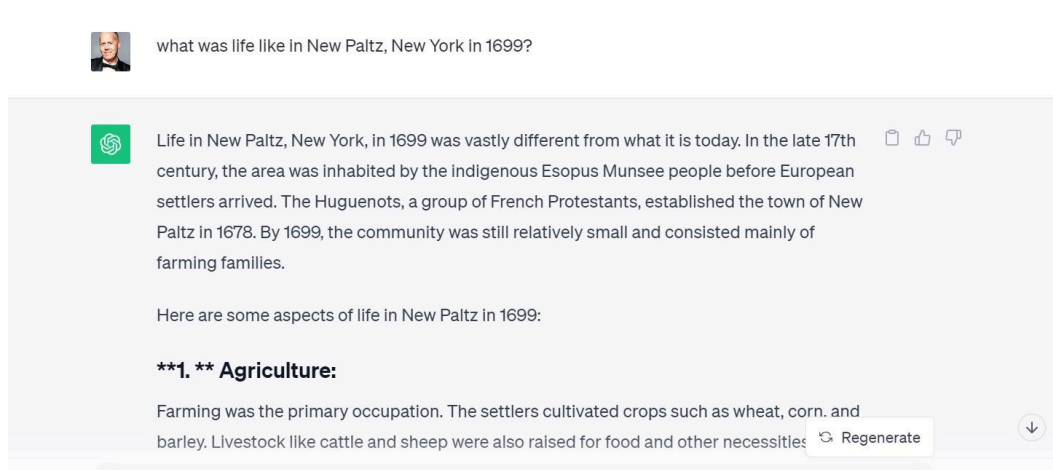 what was life like in New Paltz, New York in 1699?
Life in New Paltz, New York, in 1699 was vastly different from what it is today. In the late 17th
century, the area was inhabited by the indigenous Esopus Munsee people before European
settlers arrived. The Huguenots, a group of French Protestants, established the town of New
Paltz in 1678. By 1699, the community was still relatively small and consisted mainly of
farming families.
Here are some aspects of life in New Paltz in 1699:
**1. ** Agriculture:
Farming was the primary occupation. The settlers cultivated crops such as wheat, corn, and
barley. Livestock like cattle and sheep were also raised for food and other necessities
Regenerate